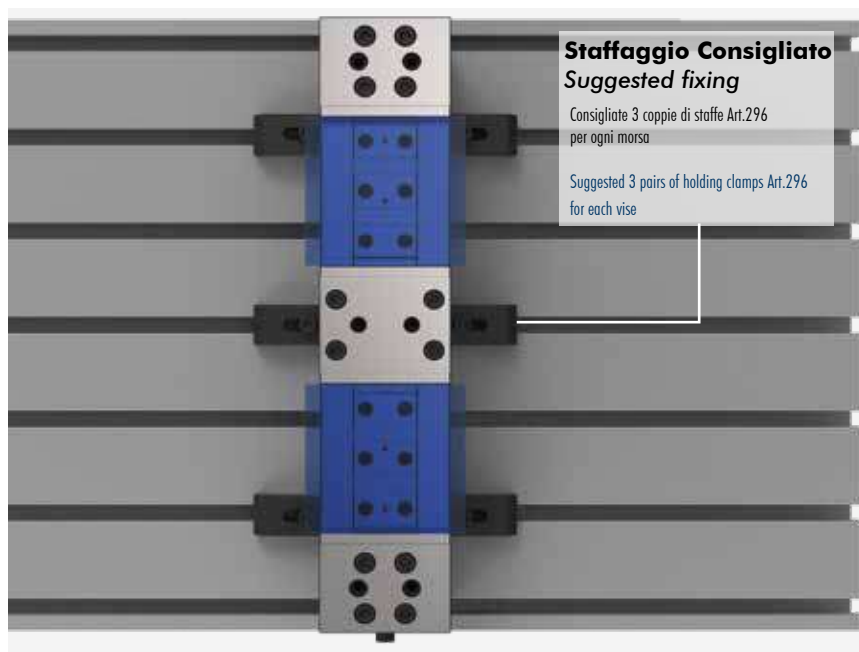 Staffaggio Consigliato
Suggested fixing
Consigliate 3 coppie di staffe Art.296
per ogni morsa
Suggested 3 pairs of holding clamps Art.296
for each vise